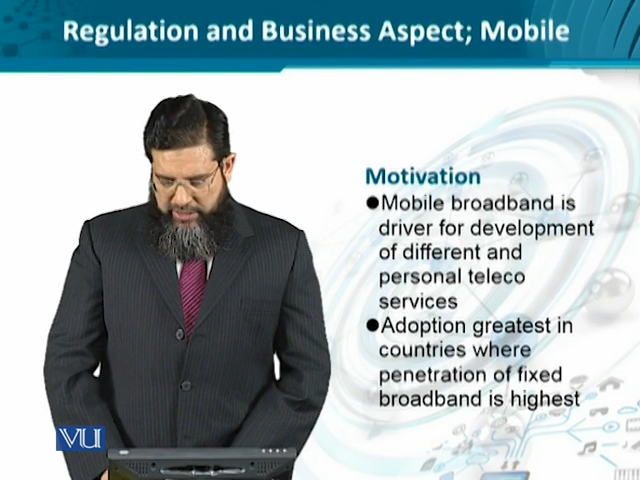 Regulation and Business Aspect; Mobile
Motivation
●Mobile broadband is
driver for development
of different and
personal teleco
services
●Adoption greatest in
countries where
penetration of fixed
broadband is highest
VU